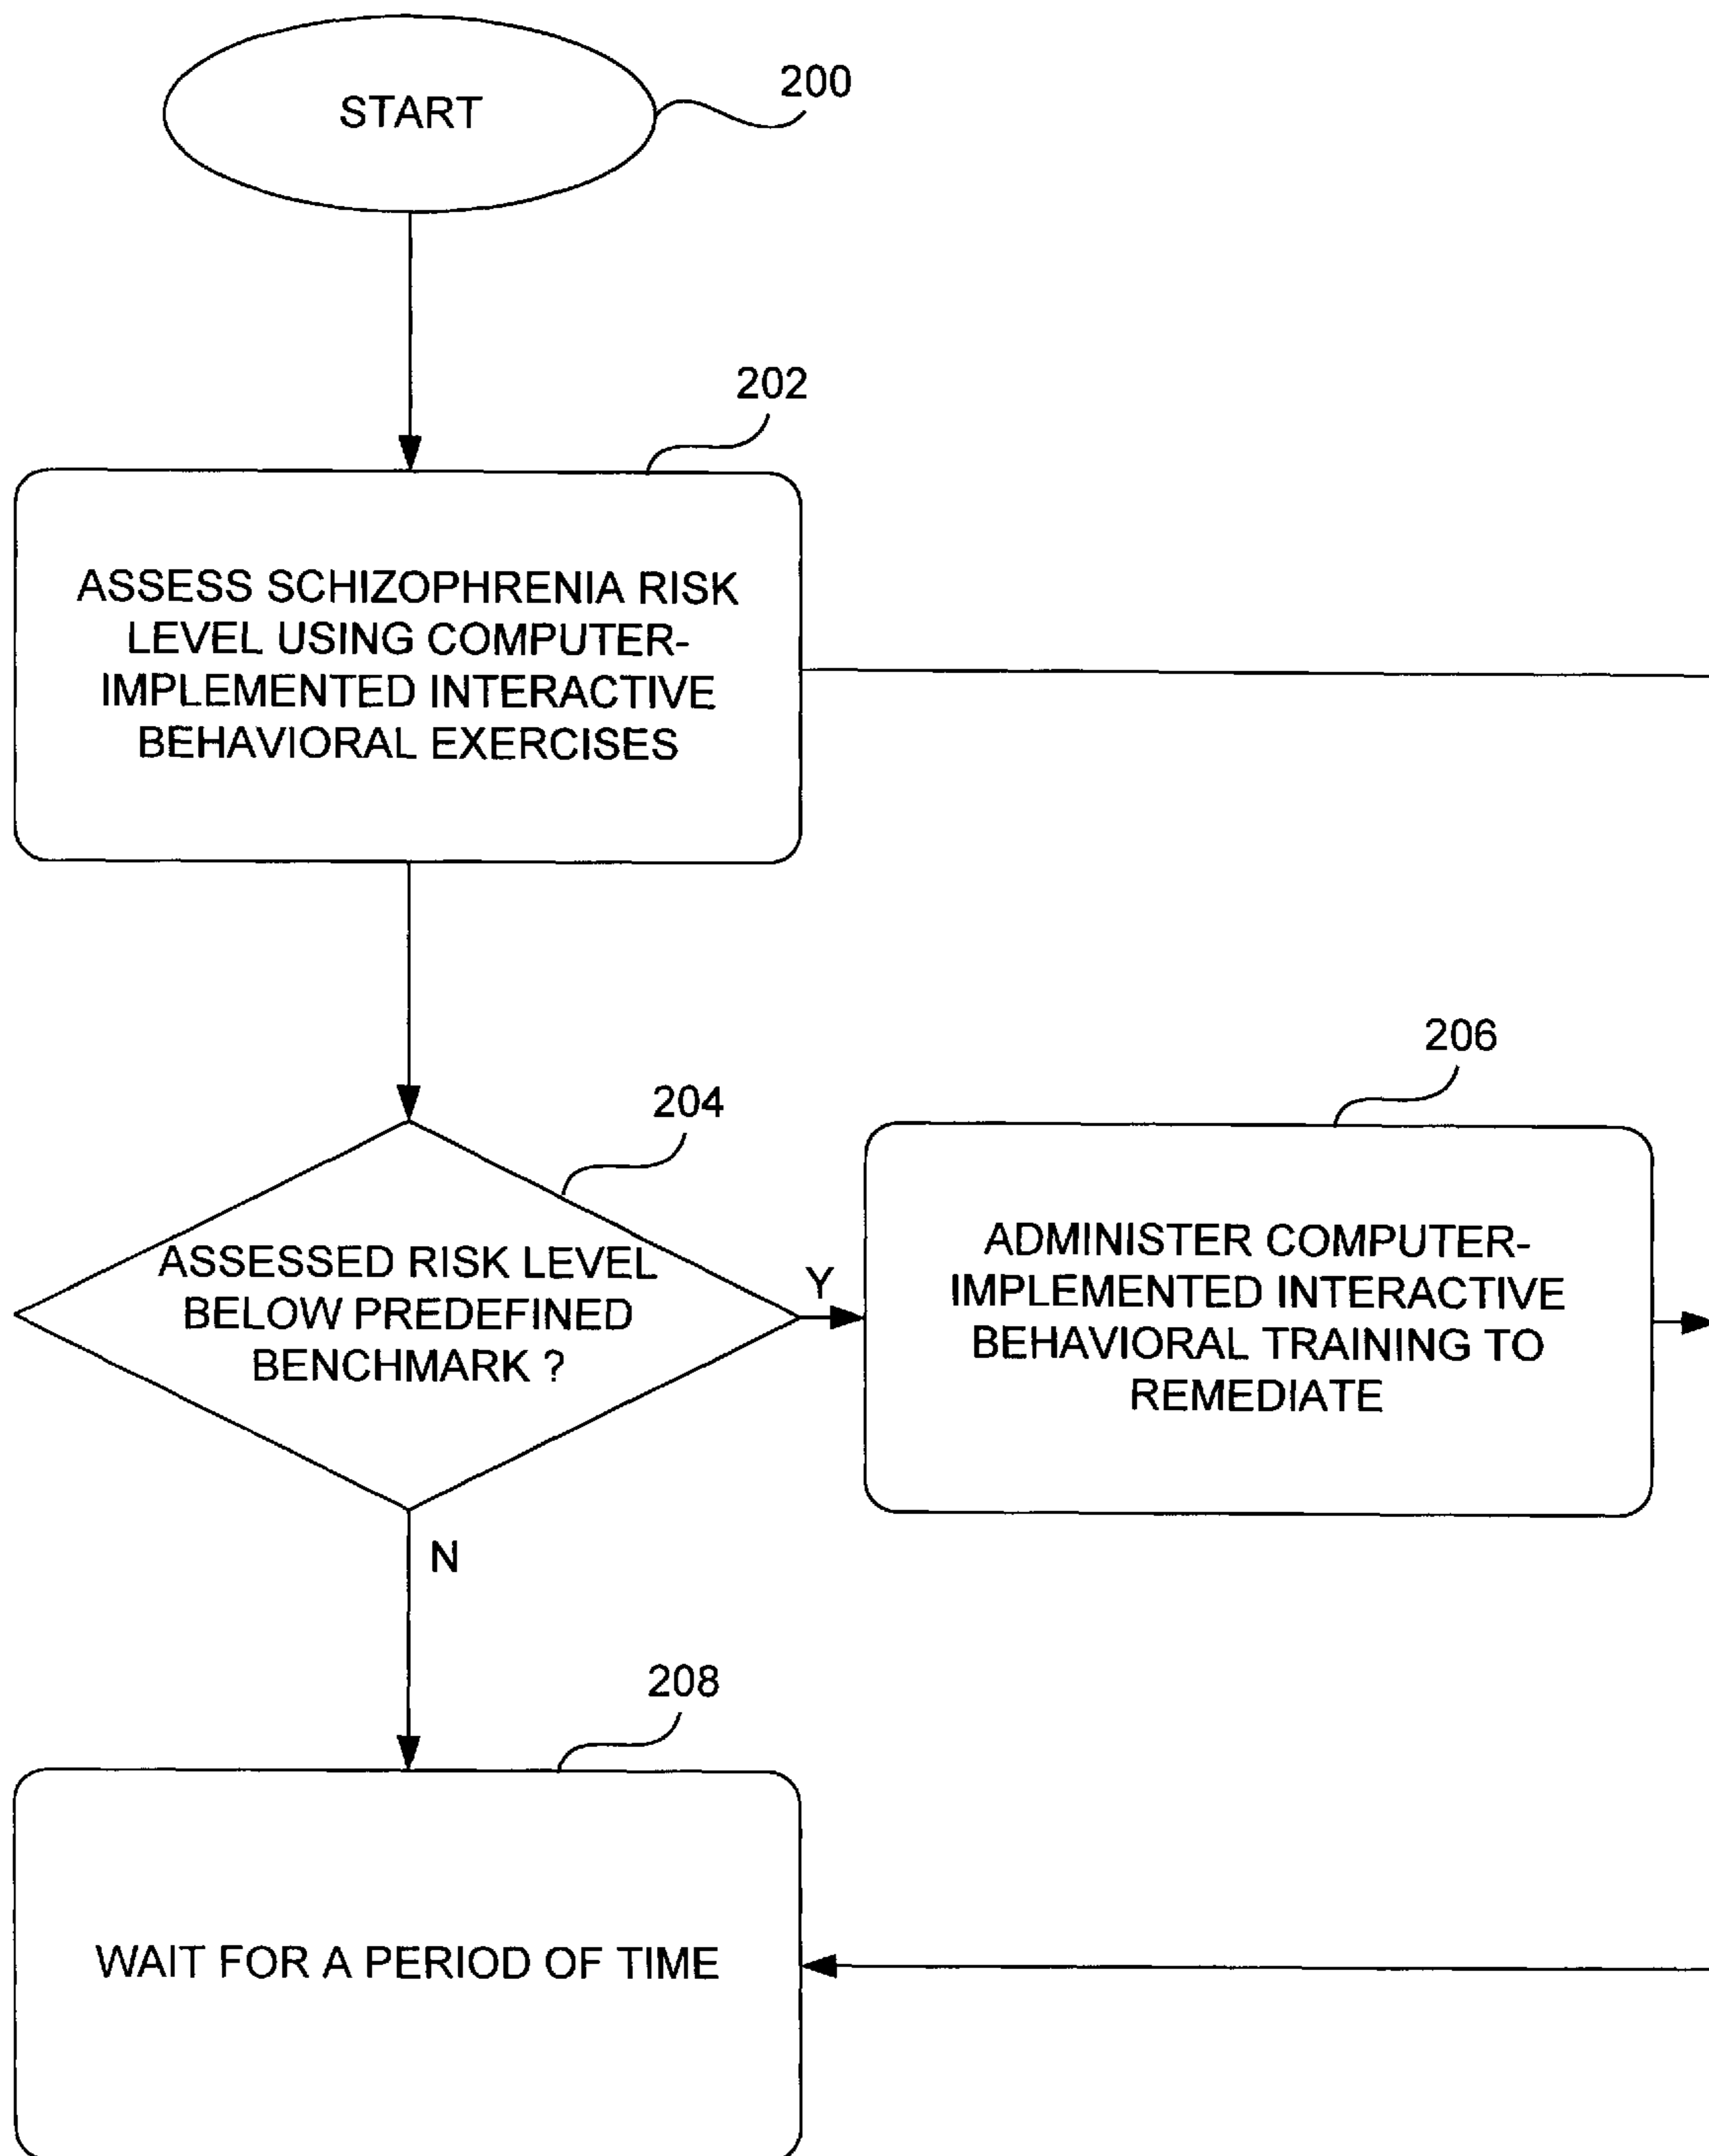 START
200
202
ASSESS SCHIZOPHRENIA RISK
LEVEL USING COMPUTER-
IMPLEMENTED INTERACTIVE
BEHAVIORAL EXERCISES
204
ASSESSED RISK LEVEL
BELOW PREDEFINED
BENCHMARK ?
Y
N
206
ADMINISTER COMPUTER-
IMPLEMENTED INTERACTIVE
BEHAVIORAL TRAINING TO
REMEDIATE
208
WAIT FOR A PERIOD OF TIME